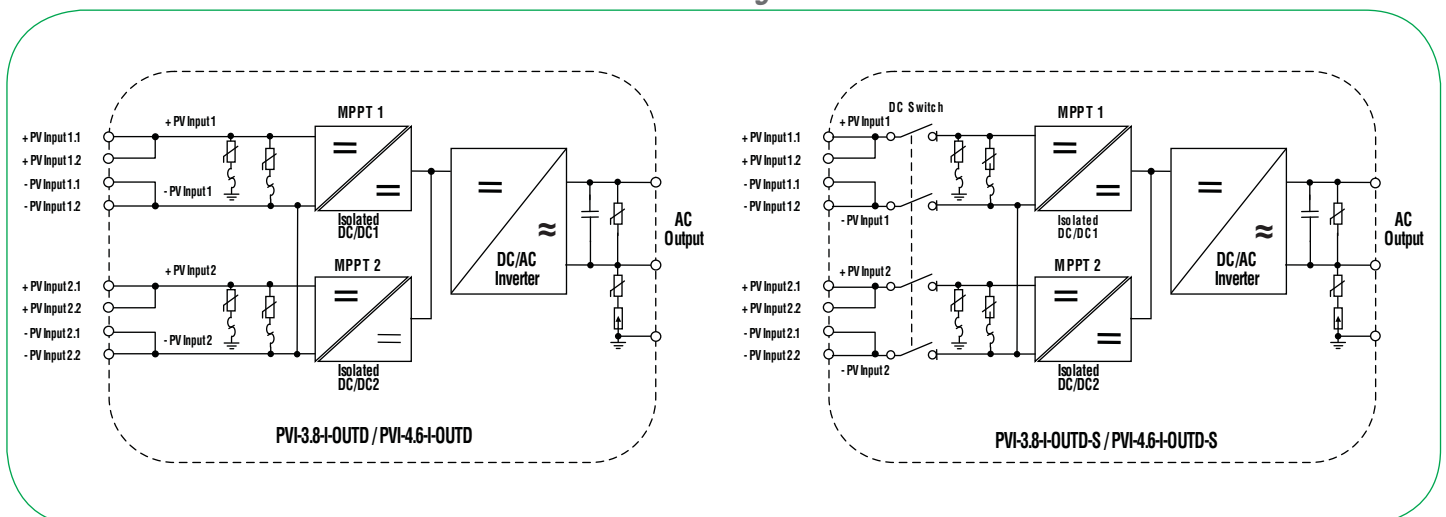 + PV Input 1.1
+ PV Input 1.2
- PV Input 1.1
- PV Input 1.2
+ PV Input 1
- PV Input 1
MPPT 1
Isolated
DC/DC1
+ PV Input 2.1
+ PV Input 2.2
- PV Input 2.1
- PV Input 2.2
+ PV Input 2
- PV Input 2
MPPT 2
Isolated
DC/DC2
DC/AC
Inverter
AC
Output
PVI-3.8-I-OUTD / PVI-4.6-I-OUTD
+ PV Input 1.1
+ PV Input 1.2
- PV Input 1.1
- PV Input 1.2
+ PV Input 1
DC Switch
- PV Input 1
MPPT 1
Isolated
DC/DC1
+ PV Input 2.1
+ PV Input 2.2
- PV Input 2.1
- PV Input 2.2
+ PV Input 2
- PV Input 2
MPPT 2
Isolated
DC/DC2
DC/AC
Inverter
AC
Output
PVI-3.8-I-OUTD-S / PVI-4.6-I-OUTD-S